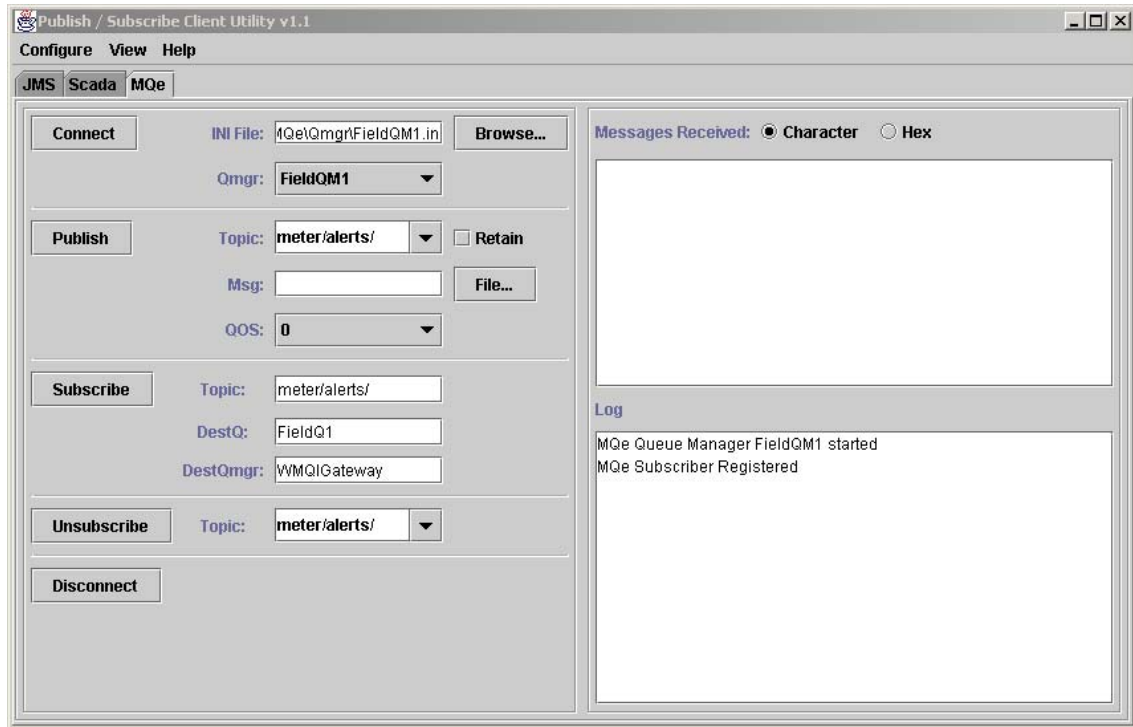 Publish / Subscribe Client Utility v1.1
Configure View Help
JMS Scada MQe
Connect INI File: MQe\Qmgr\FieldQM1.in Browse...
Qmgr: FieldQM1
Publish Topic: meter/alerts/ Retain
Msg: File...
QOS: 0
Subscribe Topic: meter/alerts/
DestQ: FieldQ1
DestQmgr: WMQIGateway
Unsubscribe Topic: meter/alerts/
Disconnect
Messages Received: Character Hex
Log
MQe Queue Manager FieldQM1 started
MQe Subscriber Registered